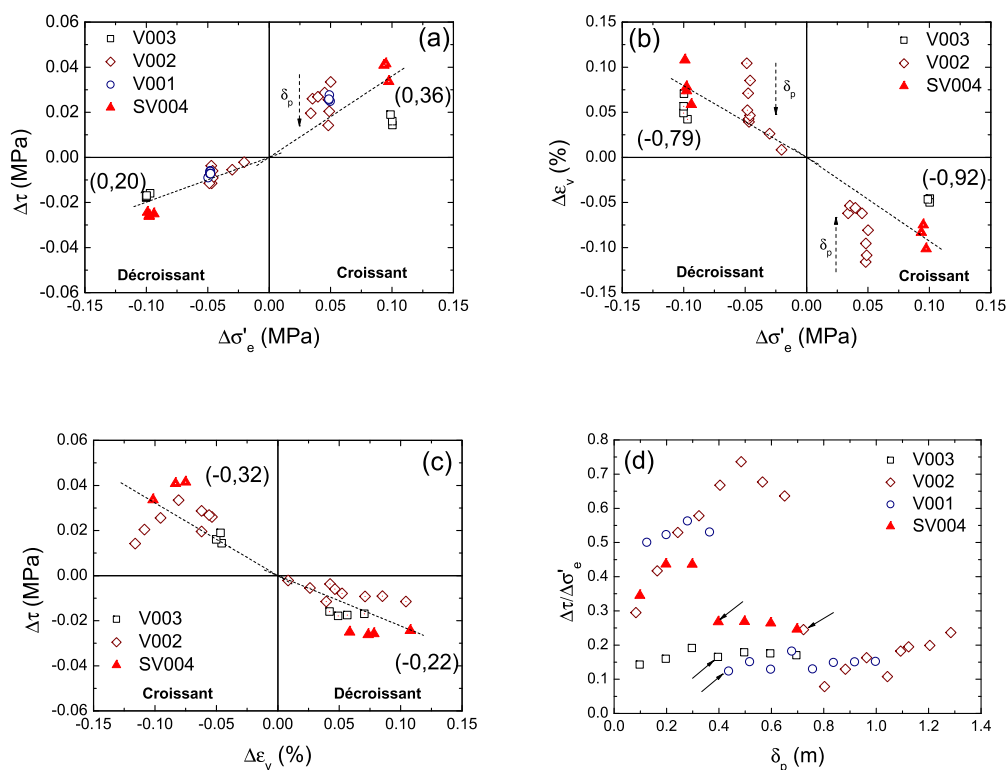 (a)
V003
V002
V001
SV004
δp
(0,36)
(0,20)
Décroissant
Croissant
0.06
0.04
0.02
0.00
-0.02
-0.04
-0.06
Δτ (MPa)
-0.15 -0.10 -0.05 0.00 0.05 0.10 0.15
Δσ'e (MPa)
(b)
V003
V002
SV004
δp
(-0,79)
(-0,92)
δp
Décroissant
Croissant
0.15
0.10
0.05
0.00
-0.05
-0.10
-0.15
Δεv (%)
-0.15 -0.10 -0.05 0.00 0.05 0.10 0.15
Δσ'e (MPa)
(c)
(-0,32)
V003
V002
SV004
(-0,22)
Croissant
Décroissant
0.06
0.04
0.02
0.00
-0.02
-0.04
-0.06
Δτ (MPa)
-0.15 -0.10 -0.05 0.00 0.05 0.10 0.15
Δεv (%)
(d)
V003
V002
V001
SV004
0.8
0.7
0.6
0.5
0.4
0.3
0.2
0.1
0.0
Δτ/Δσ'e
0.0 0.2 0.4 0.6 0.8 1.0 1.2 1.4
δp (m)